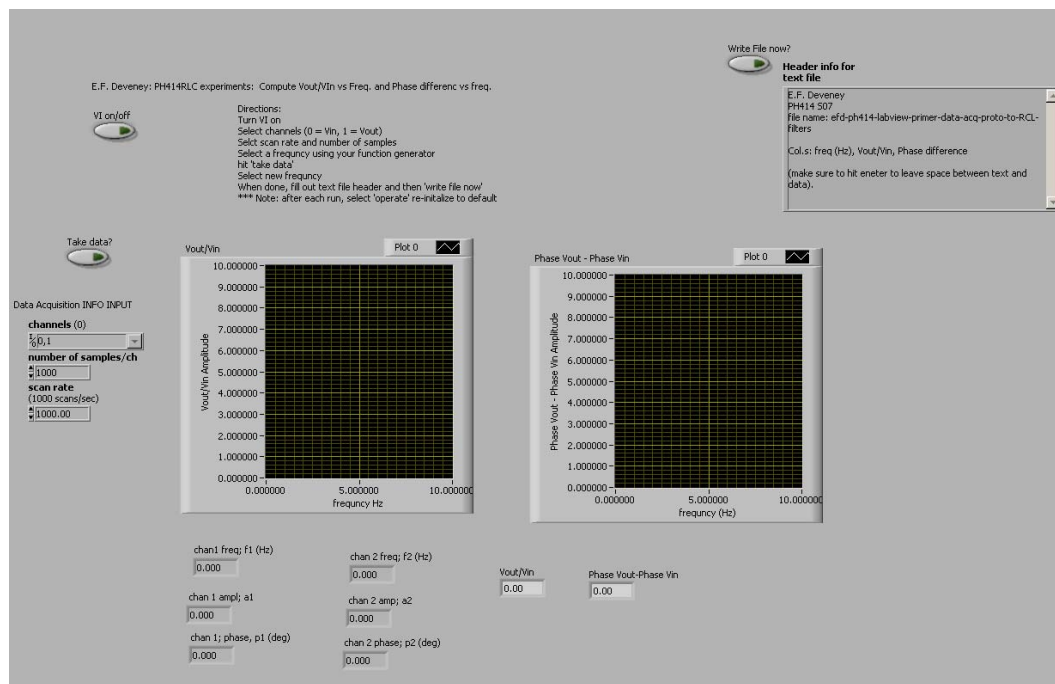 Write File now?
Header info for
text file
E.F. Deveney
PH414 S07
file name: efd-ph414-labview-primer-data-acq-proto-to-RCL-
filters
Col.s: freq (Hz), Vout/Vin, Phase difference
(make sure to hit eneter to leave space between text and
data).
E.F. Deveney: PH414RLC experiments: Compute Vout/VIn vs Freq. and Phase differenc vs freq.
VI on/off
Directions:
Turn VI on
Select channels (0 = Vin, 1 = Vout)
Selct scan rate and number of samples
Select a frequncy using your function generator
hit 'take data'
Select new frequncy
When done, fill out text file header and then 'write file now'
*** Note: after each run, select 'operate' re-initalize to default
Take data?
Data Acquisition INFO INPUT
channels (0)
0,1
number of samples/ch
1000
scan rate
(1000 scans/sec)
1000.00
Vout/Vin
Plot 0
Vout/Vin Amplitude
10.000000
9.000000
8.000000
7.000000
6.000000
5.000000
4.000000
3.000000
2.000000
1.000000
0.000000
0.000000 5.000000 10.000000
frequncy Hz
Phase Vout - Phase Vin
Plot 0
Phase Vout - Phase Vin Amplitude
10.000000
9.000000
8.000000
7.000000
6.000000
5.000000
4.000000
3.000000
2.000000
1.000000
0.000000
0.000000 5.000000 10.000000
frequncy (Hz)
chan1 freq; f1 (Hz)
0.000
chan 2 freq; f2 (Hz)
0.000
chan 1 ampl; a1
0.000
chan 2 amp; a2
0.000
chan 1; phase, p1 (deg)
0.000
chan 2 phase; p2 (deg)
0.000
Vout/Vin
0.00
Phase Vout-Phase Vin
0.00